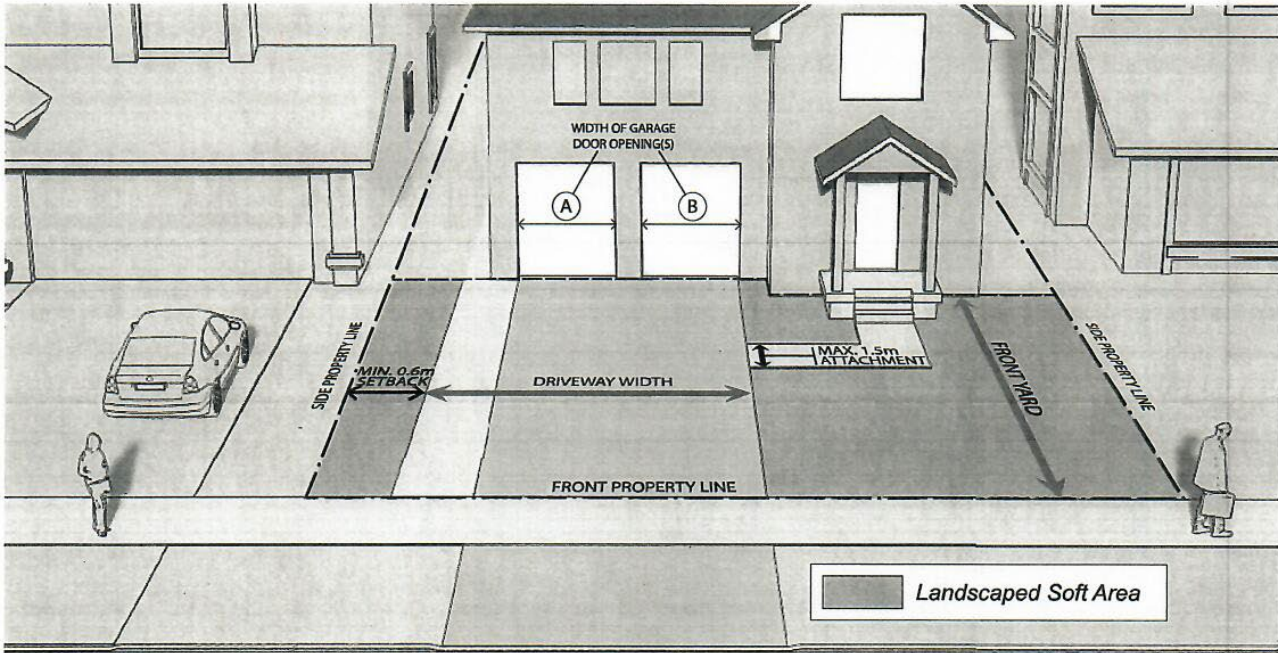 WIDTH OF GARAGE
DOOR OPENING(S)
A
B
SIDE PROPERTY LINE
MIN. 0.6m
SETBACK
DRIVEWAY WIDTH
MAX. 1.5m
ATTACHMENT
FRONT YARD
SIDE PROPERTY LINE
FRONT PROPERTY LINE
Landscaped Soft Area